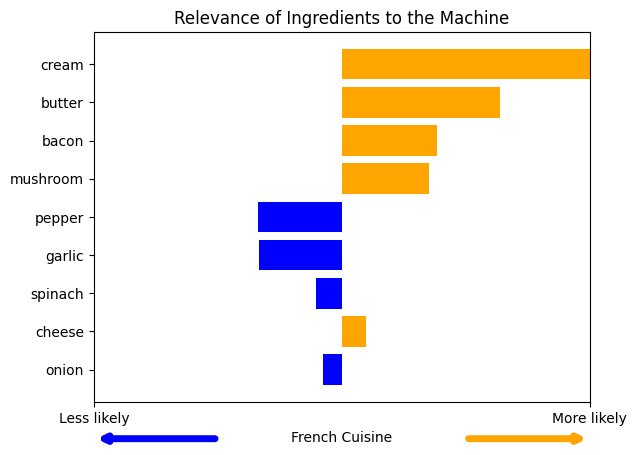 Relevance of Ingredients to the Machine
cream
butter
bacon
mushroom
pepper
garlic
spinach
cheese
onion
Less likely
More likely
French Cuisine